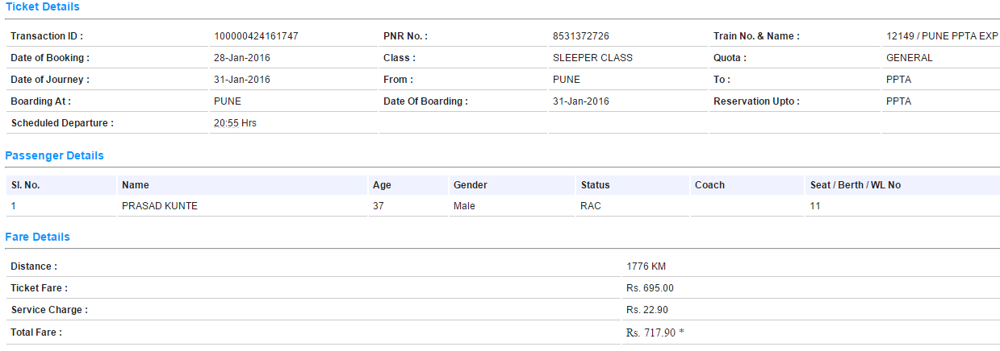 Ticket Details
Transaction ID : 100000424161747 PNR No. : 8531372726 Train No. & Name : 12149 / PUNE PPTA EXP
Date of Booking : 28-Jan-2016 Class : SLEEPER CLASS Quota : GENERAL
Date of Journey : 31-Jan-2016 From : PUNE To : PPTA
Boarding At : PUNE Date Of Boarding : 31-Jan-2016 Reservation Upto : PPTA
Scheduled Departure : 20:55 Hrs
Passenger Details
Sl. No. Name Age Gender Status Coach Seat / Berth / WL No
1 PRASAD KUNTE 37 Male RAC 11
Fare Details
Distance : 1776 KM
Ticket Fare : Rs. 695.00
Service Charge : Rs. 22.90
Total Fare : Rs. 717.90 *